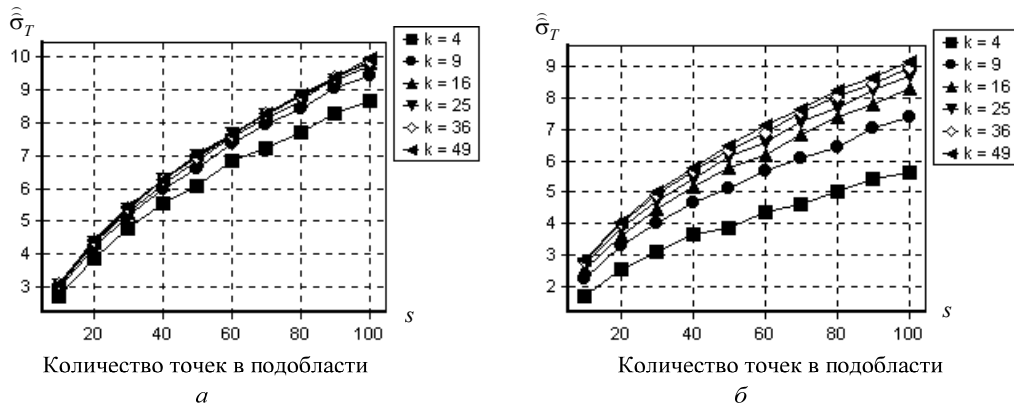 σ̂̂_T
10
9
8
7
6
5
4
3
20 40 60 80 100
s
k = 4
k = 9
k = 16
k = 25
k = 36
k = 49
Количество точек в подобласти
а
σ̂̂_T
9
8
7
6
5
4
3
2
20 40 60 80 100
s
k = 4
k = 9
k = 16
k = 25
k = 36
k = 49
Количество точек в подобласти
б